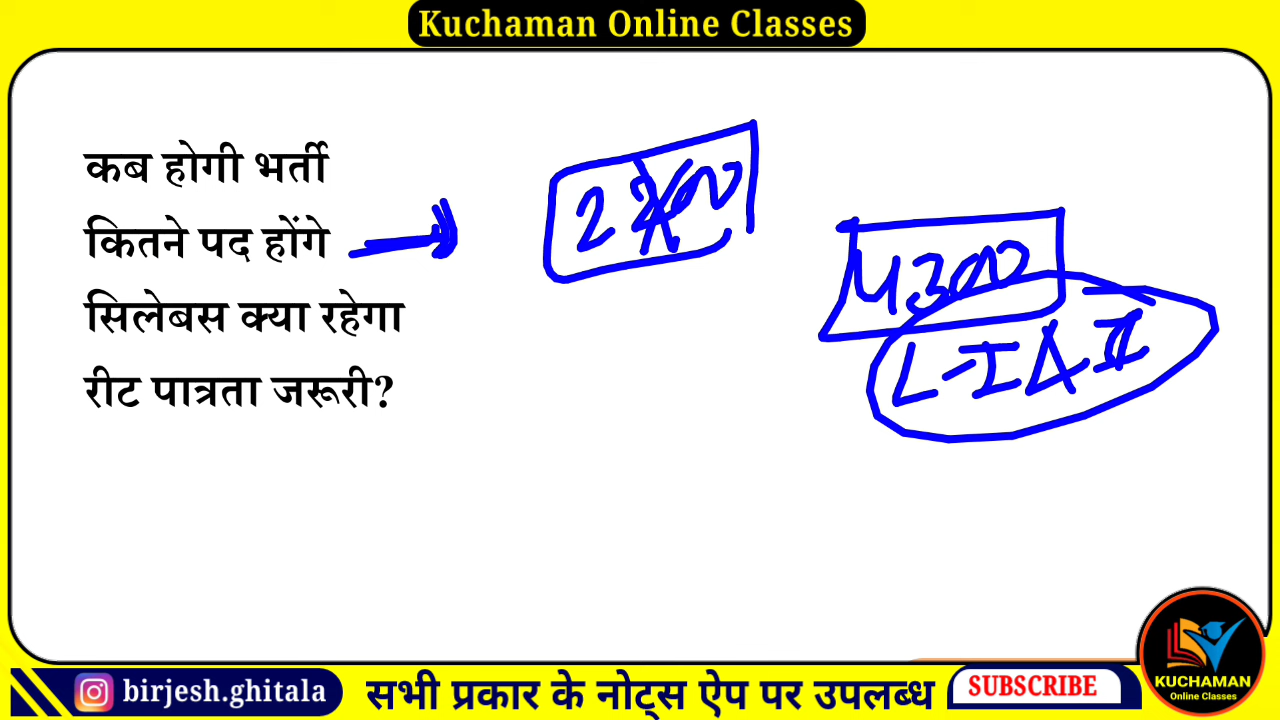 Kuchaman Online Classes
कब होगी भर्ती
कितने पद होंगे
सिलेबस क्या रहेगा
रीट पात्रता जरूरी?
4300
L-I & II
birjesh.ghitala
सभी प्रकार के नोट्स ऐप पर उपलब्ध
SUBSCRIBE
KUCHAMAN
Online Classes